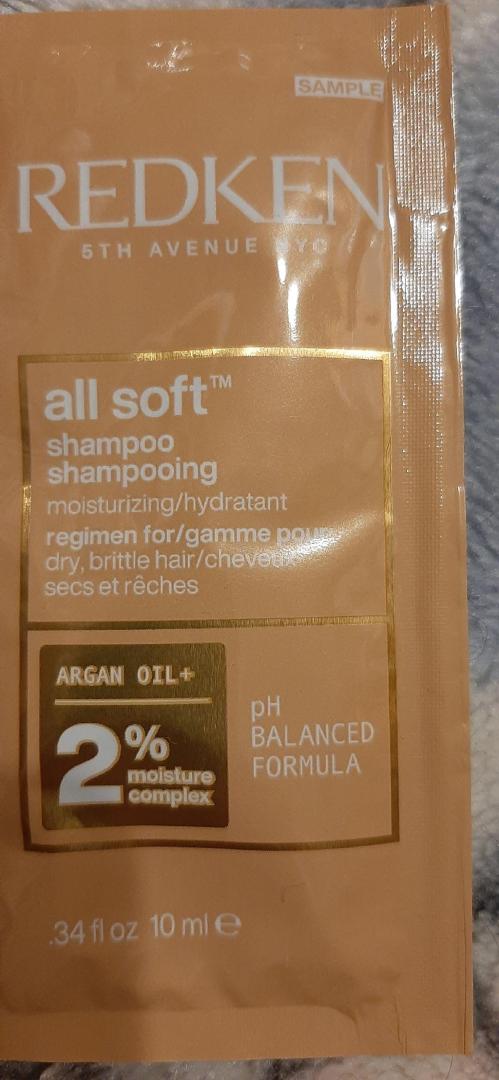 SAMPLE
REDKEN
5TH AVENUE NYC
all soft™
shampoo
shampooing
moisturizing/hydratant
regimen for/gamme pour
dry, brittle hair/cheveux
secs et rêches
ARGAN OIL+
2%
moisture
complex
pH
BALANCED
FORMULA
.34 fl oz 10 ml ℮